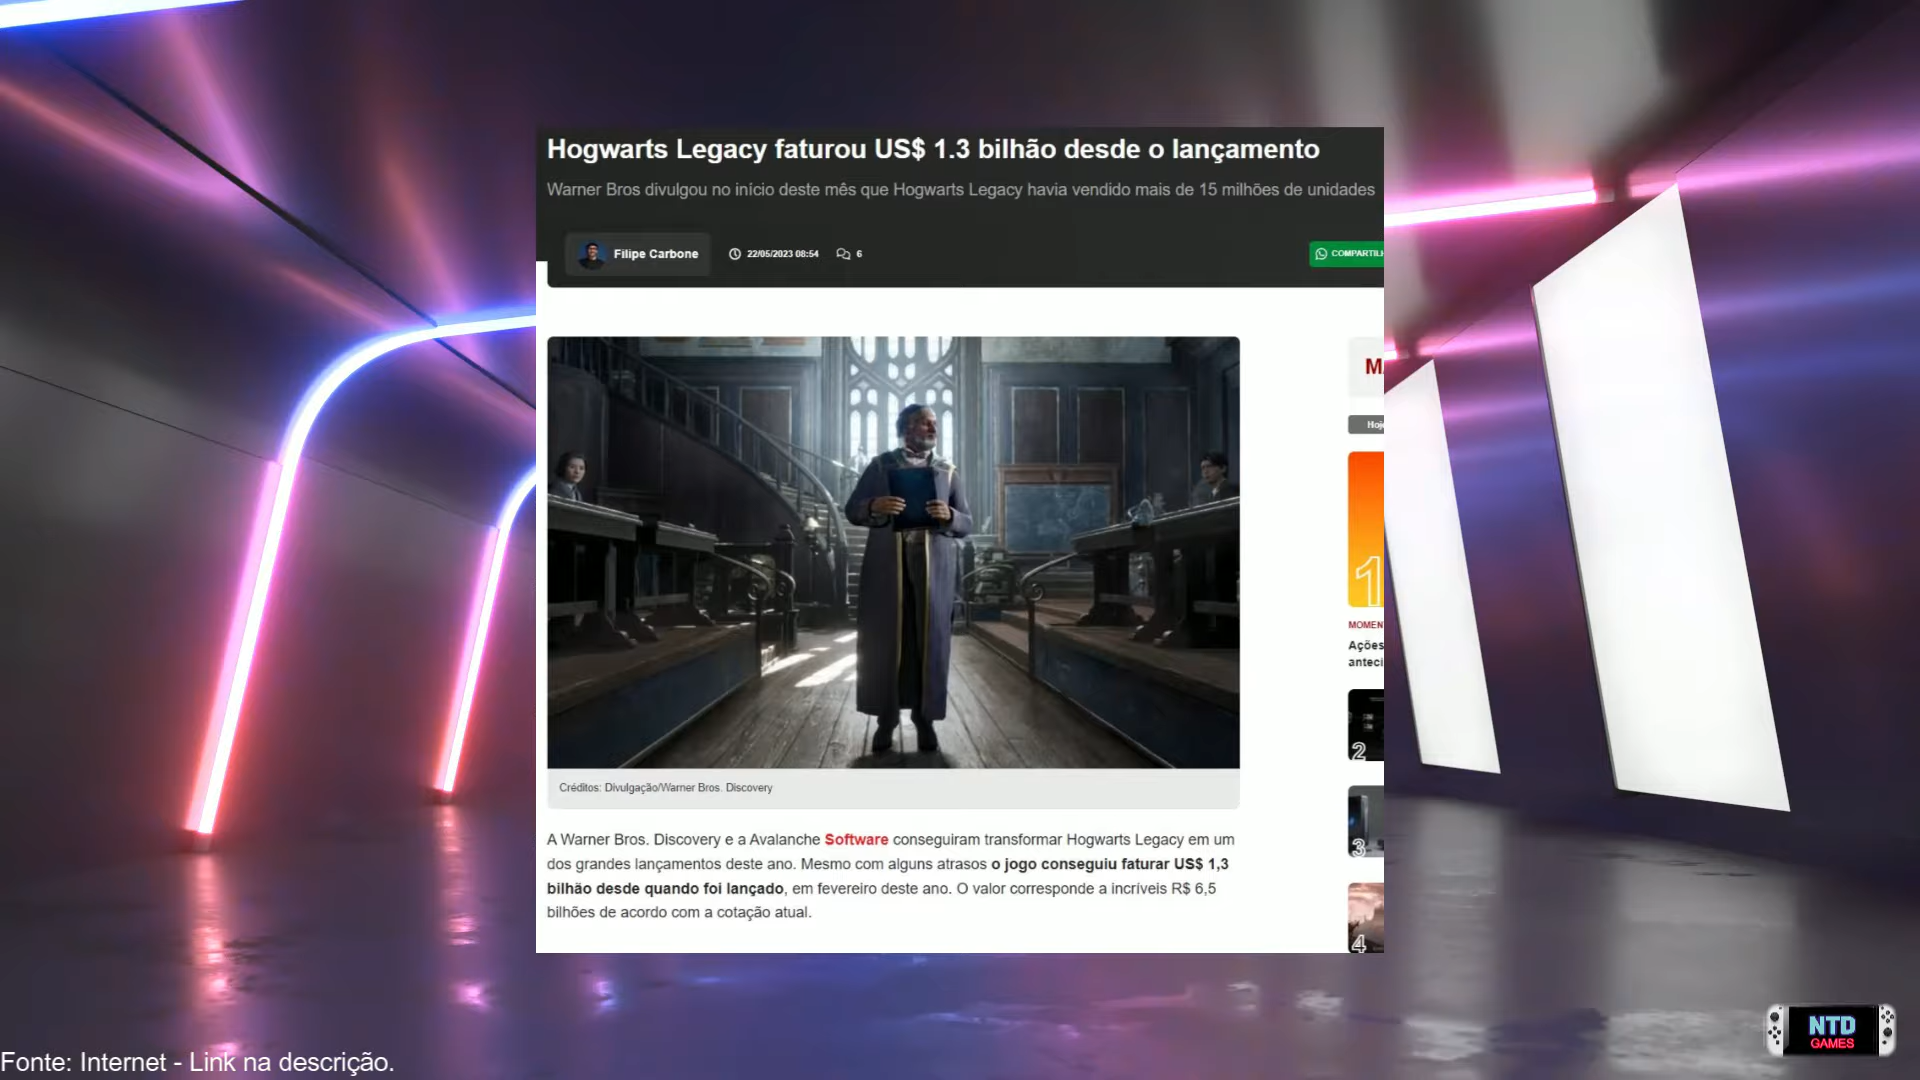 Hogwarts Legacy faturou US$ 1.3 bilhão desde o lançamento
Warner Bros divulgou no início deste mês que Hogwarts Legacy havia vendido mais de 15 milhões de unidades
Filipe Carbone
22/05/2023 08:54
6
COMPARTILH
M
Hoje
1
MOMEN
Ações
anteci
2
3
4
Créditos: Divulgação/Warner Bros. Discovery
A Warner Bros. Discovery e a Avalanche Software conseguiram transformar Hogwarts Legacy em um
dos grandes lançamentos deste ano. Mesmo com alguns atrasos o jogo conseguiu faturar US$ 1,3
bilhão desde quando foi lançado, em fevereiro deste ano. O valor corresponde a incríveis R$ 6,5
bilhões de acordo com a cotação atual.
NTD
GAMES
Fonte: Internet - Link na descrição.